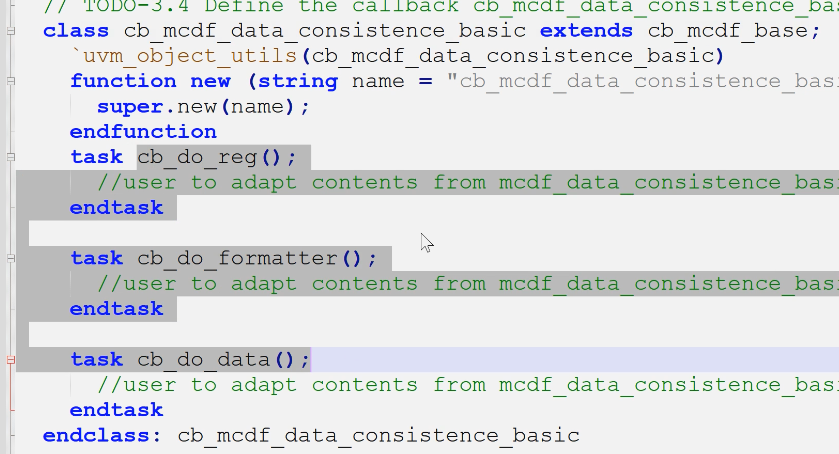 // TODO-3.4 Define the callback cb_mcdf_data_consistence_bas
class cb_mcdf_data_consistence_basic extends cb_mcdf_base;
`uvm_object_utils(cb_mcdf_data_consistence_basic)
function new (string name = "cb_mcdf_data_consistence_bas
super.new(name);
endfunction
task cb_do_reg();
//user to adapt contents from mcdf_data_consistence_bas
endtask
task cb_do_formatter();
//user to adapt contents from mcdf_data_consistence_bas
endtask
task cb_do_data();
//user to adapt contents from mcdf_data_consistence_bas
endtask
endclass: cb_mcdf_data_consistence_basic